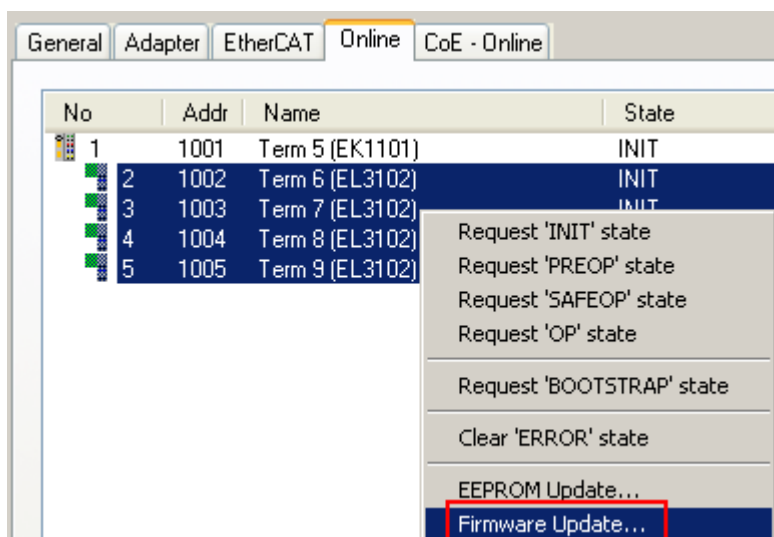 General Adapter EtherCAT Online CoE - Online
No Addr Name State
1 1001 Term 5 (EK1101) INIT
2 1002 Term 6 (EL3102) INIT
3 1003 Term 7 (EL3102) INIT
4 1004 Term 8 (EL3102)
5 1005 Term 9 (EL3102)
Request 'INIT' state
Request 'PREOP' state
Request 'SAFEOP' state
Request 'OP' state
Request 'BOOTSTRAP' state
Clear 'ERROR' state
EEPROM Update...
Firmware Update...